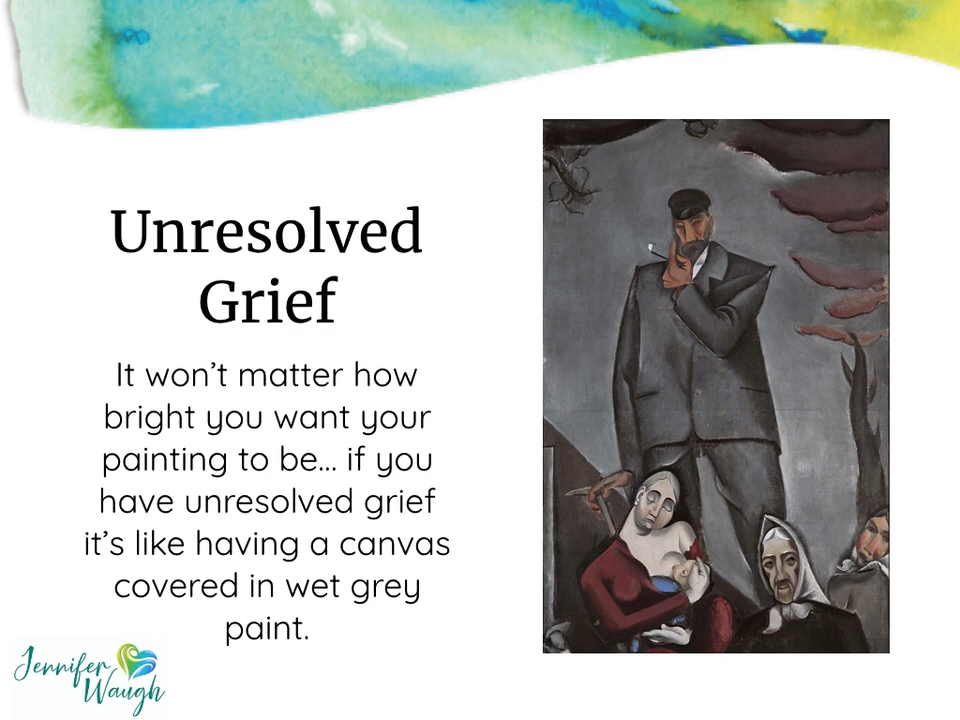 Unresolved
Grief
It won’t matter how
bright you want your
painting to be... if you
have unresolved grief
it’s like having a canvas
covered in wet grey
paint.
Jennifer
Waugh